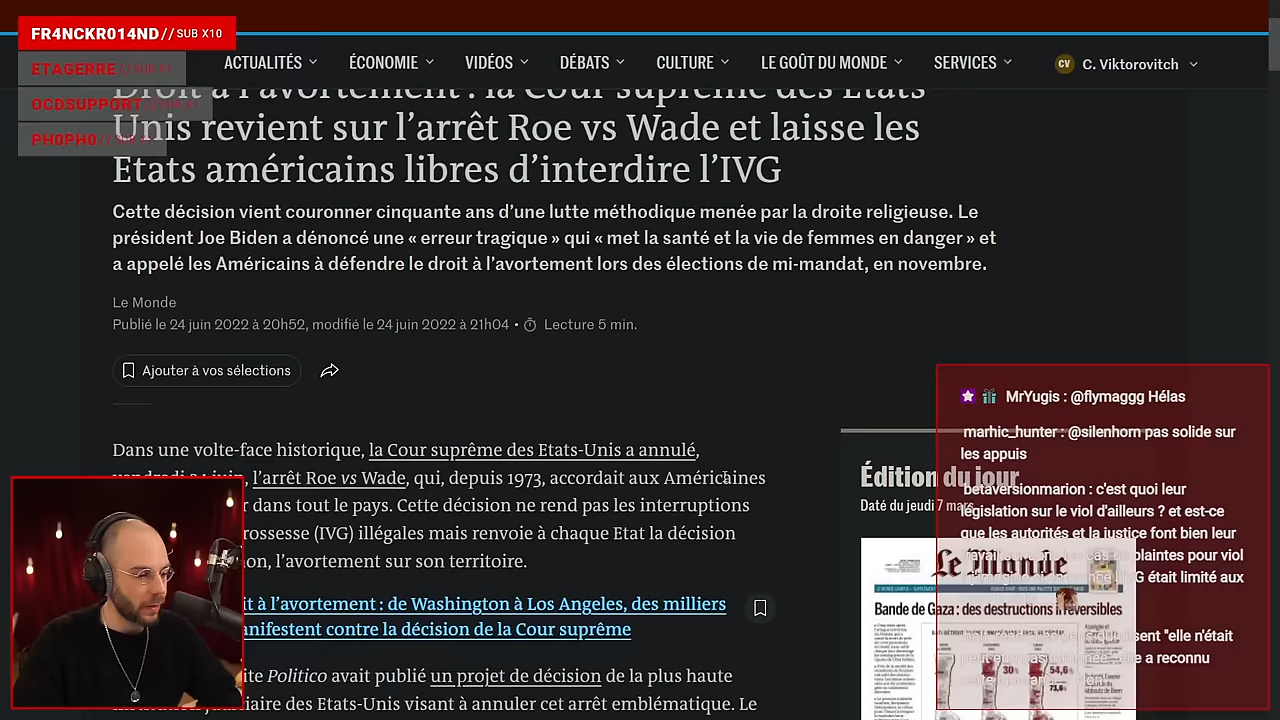 FR4NCKR014ND // SUB X10
ETAGERRE
OCDSUPPORT
PH0PH0
ACTUALITÉS
ÉCONOMIE
VIDÉOS
DÉBATS
CULTURE
LE GOÛT DU MONDE
SERVICES
CV C. Viktorovitch
Droit à l'avortement : la Cour suprême des Etats-
Unis revient sur l'arrêt Roe vs Wade et laisse les
Etats américains libres d'interdire l'IVG
Cette décision vient couronner cinquante ans d'une lutte méthodique menée par la droite religieuse. Le
président Joe Biden a dénoncé une « erreur tragique » qui « met la santé et la vie de femmes en danger » et
a appelé les Américains à défendre le droit à l'avortement lors des élections de mi-mandat, en novembre.
Le Monde
Publié le 24 juin 2022 à 20h52, modifié le 24 juin 2022 à 21h04 • Lecture 5 min.
Ajouter à vos sélections
Dans une volte-face historique, la Cour suprême des Etats-Unis a annulé,
vendredi 24 juin, l'arrêt Roe vs Wade, qui, depuis 1973, accordait aux Américaines
dans tout le pays. Cette décision ne rend pas les interruptions
rossesse (IVG) illégales mais renvoie à chaque Etat la décision
on, l'avortement sur son territoire.
it à l'avortement : de Washington à Los Angeles, des milliers
anifestent contre la décision de la Cour suprême
Politico avait publié un projet de décision de la plus haute
des Etats-Unis
annuler cet arrêt emblématique. Le
Édition du jour
Daté du jeudi 7 mars
Le Monde
Bande de Gaza : des destructions irréversibles
MrYugis : @flymaggg Hélas
marhic_hunter : @silenhorn pas solide sur
les appuis
betaversionmarion : c'est quoi leur
législation sur le viol d'ailleurs ? et est-ce
que les autorités et la justice font bien leur
plaintes pour viol
G était limité aux
isent "elle n'était
elle a reconnu